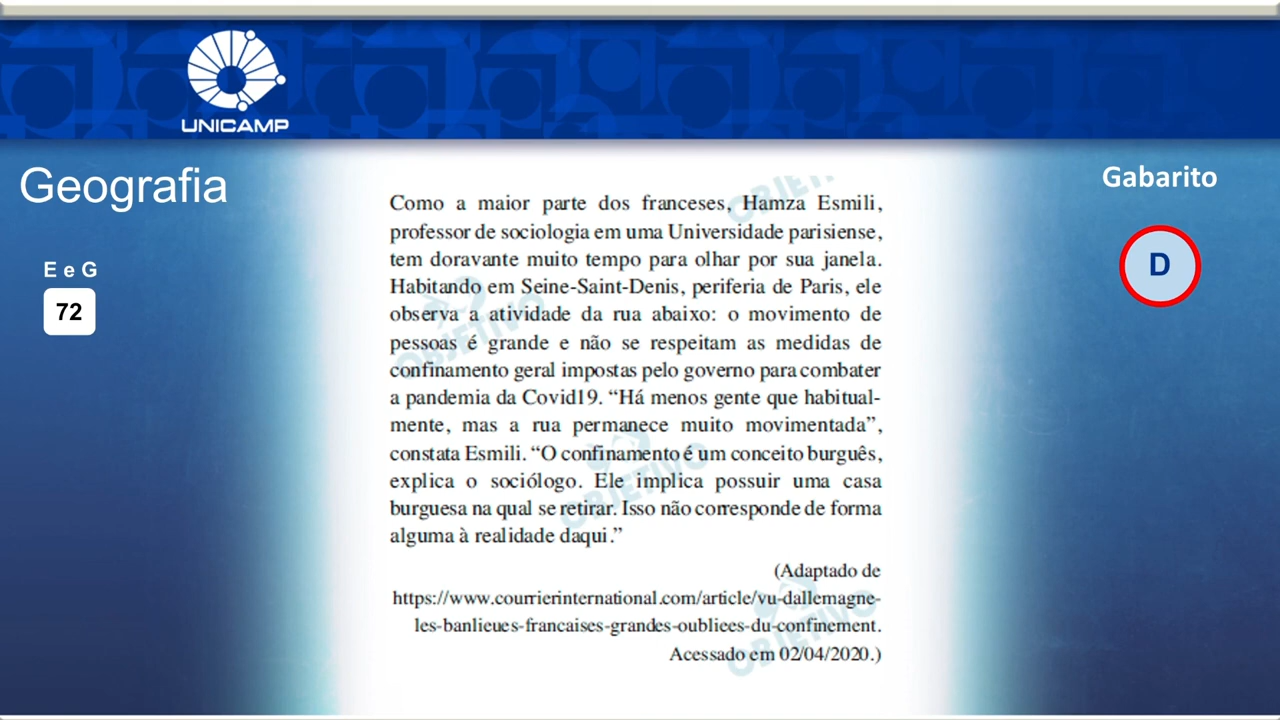 UNICAMP
Geografia
E e G
72
Como a maior parte dos franceses, Hamza Esmili,
professor de sociologia em uma Universidade parisiense,
tem doravante muito tempo para olhar por sua janela.
Habitando em Seine-Saint-Denis, periferia de Paris, ele
observa a atividade da rua abaixo: o movimento de
pessoas é grande e não se respeitam as medidas de
confinamento geral impostas pelo governo para combater
a pandemia da Covid19. “Há menos gente que habitual-
mente, mas a rua permanece muito movimentada”,
constata Esmili. “O confinamento é um conceito burguês,
explica o sociólogo. Ele implica possuir uma casa
burguesa na qual se retirar. Isso não corresponde de forma
alguma à realidade daqui.”
(Adaptado de
https://www.courrierinternational.com/article/vu-dallemagne-
les-banlieues-francaises-grandes-oubliees-du-confinement.
Acessado em 02/04/2020.)
Gabarito
D
OBJETIVO
OBJETIVO
OBJETIVO